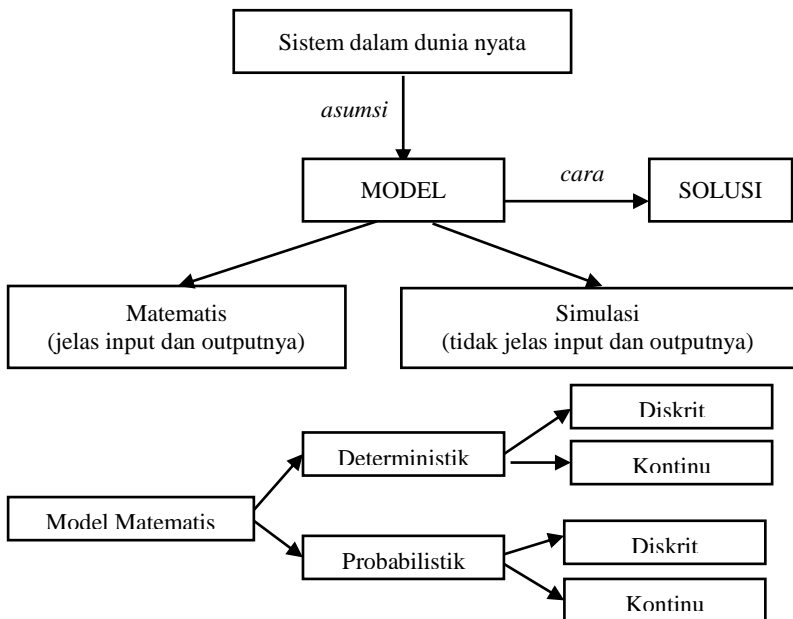 Sistem dalam dunia nyata
asumsi
MODEL
cara
SOLUSI
Matematis
(jelas input dan outputnya)
Simulasi
(tidak jelas input dan outputnya)
Diskrit
Deterministik
Kontinu
Model Matematis
Diskrit
Probabilistik
Kontinu